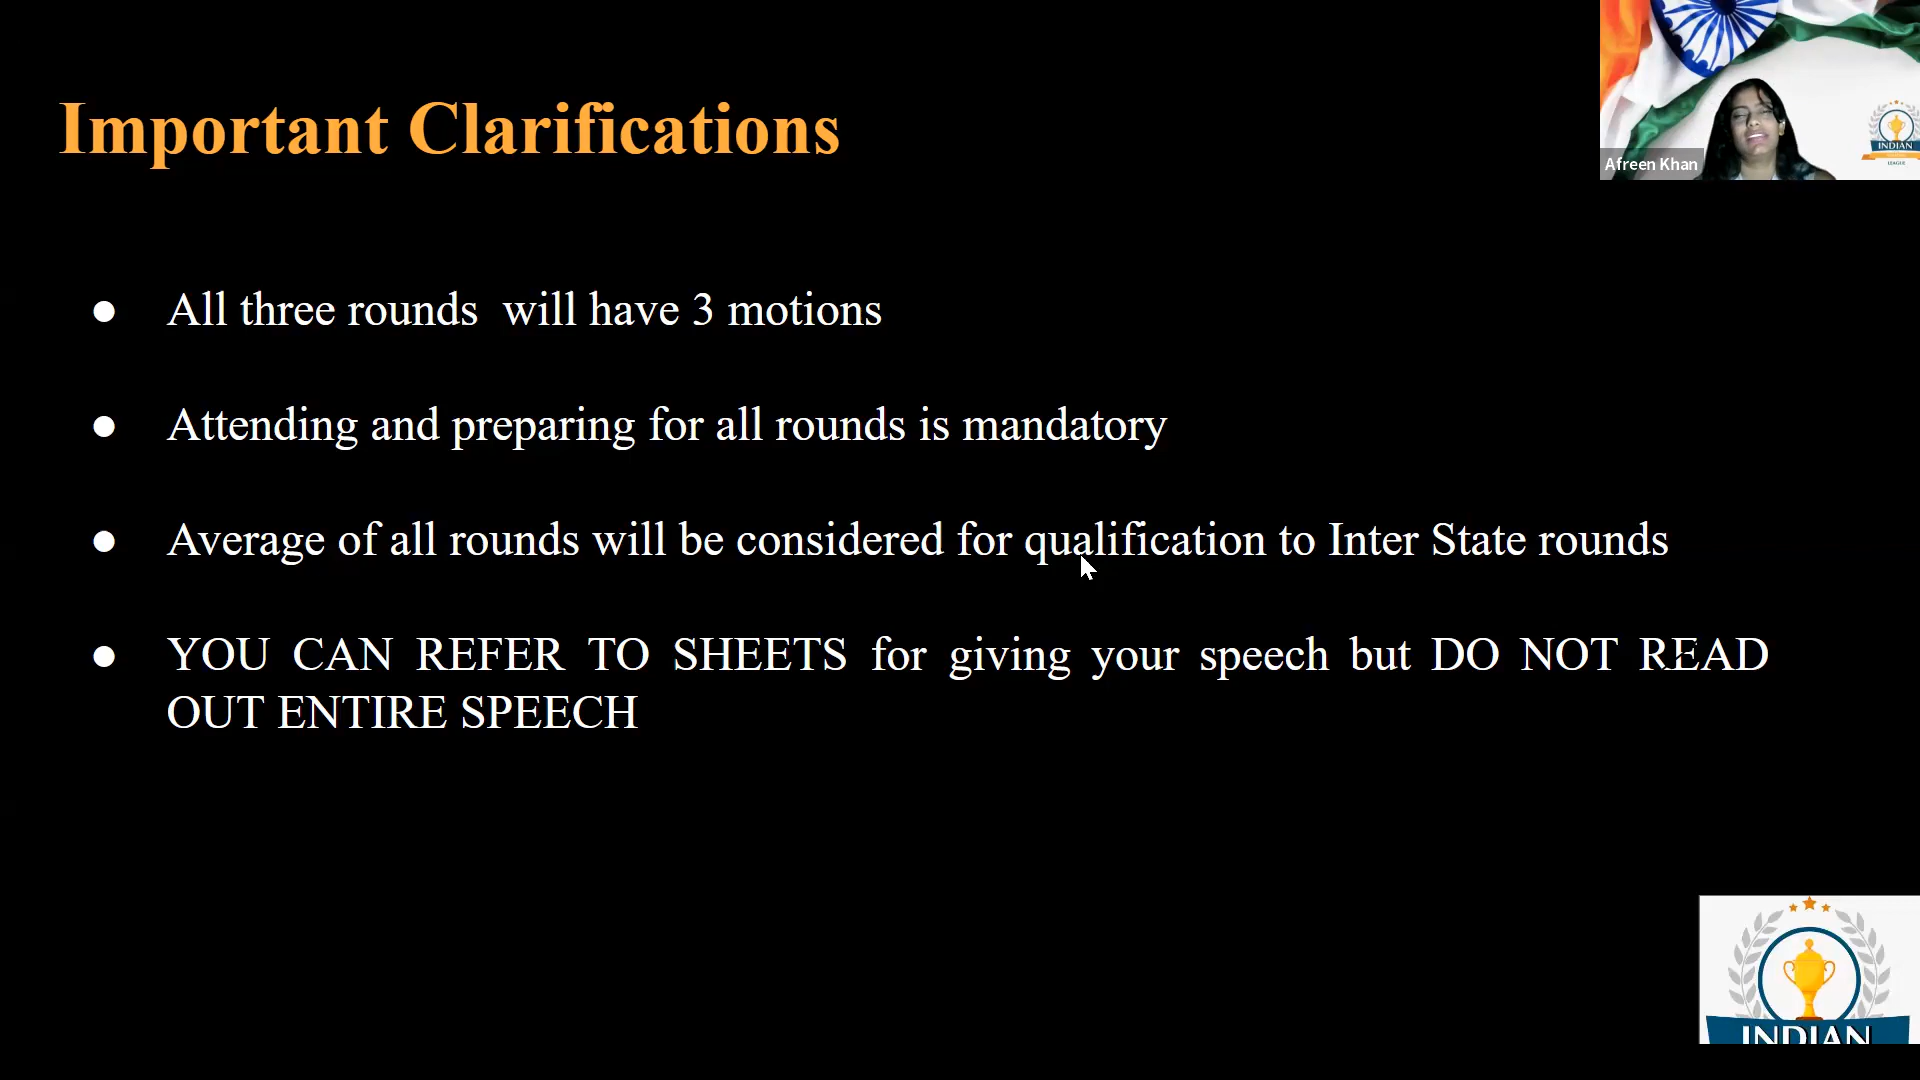 Important Clarifications
Afreen Khan
INDIAN
LEAGUE
● All three rounds  will have 3 motions
● Attending and preparing for all rounds is mandatory
● Average of all rounds will be considered for qualification to Inter State rounds
● YOU CAN REFER TO SHEETS for giving your speech but DO NOT READ
OUT ENTIRE SPEECH
INDIAN